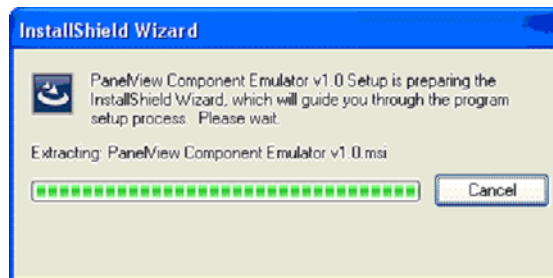 InstallShield Wizard
PanelView Component Emulator v1.0 Setup is preparing the
InstallShield Wizard, which will guide you through the program
setup process. Please wait.
Extracting: PanelView Component Emulator v1.0.msi
Cancel